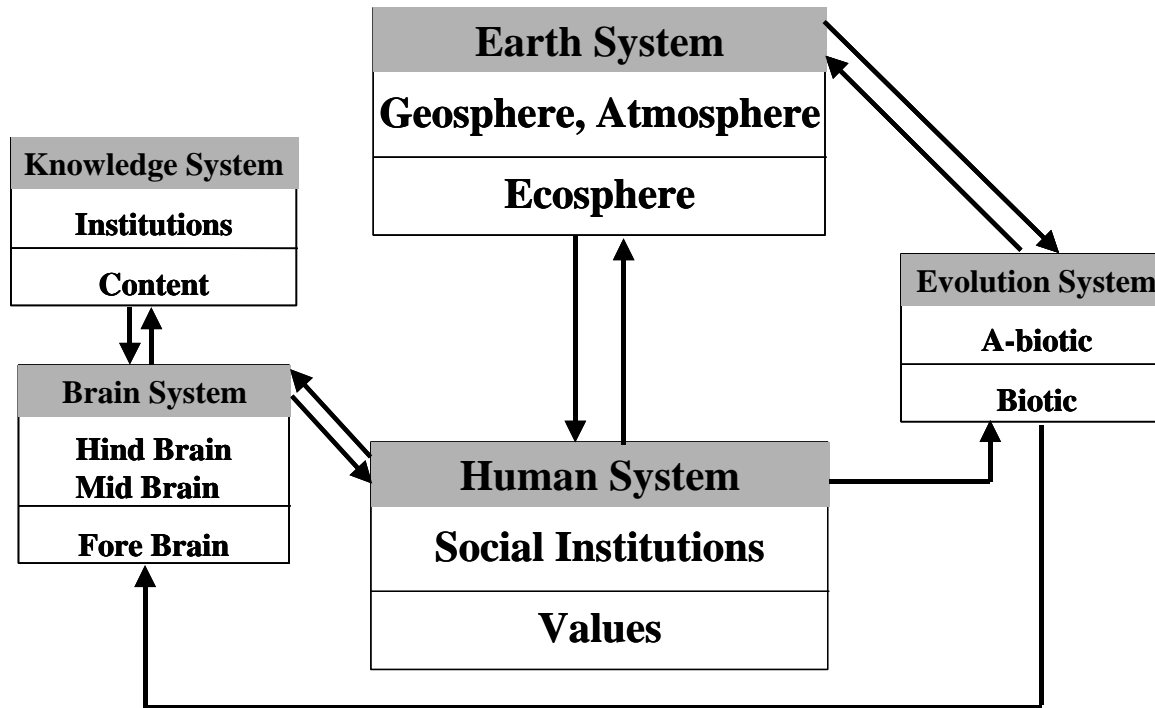 Earth System
Geosphere, Atmosphere
Ecosphere
Knowledge System
Institutions
Content
Evolution System
A-biotic
Biotic
Brain System
Hind Brain
Mid Brain
Fore Brain
Human System
Social Institutions
Values